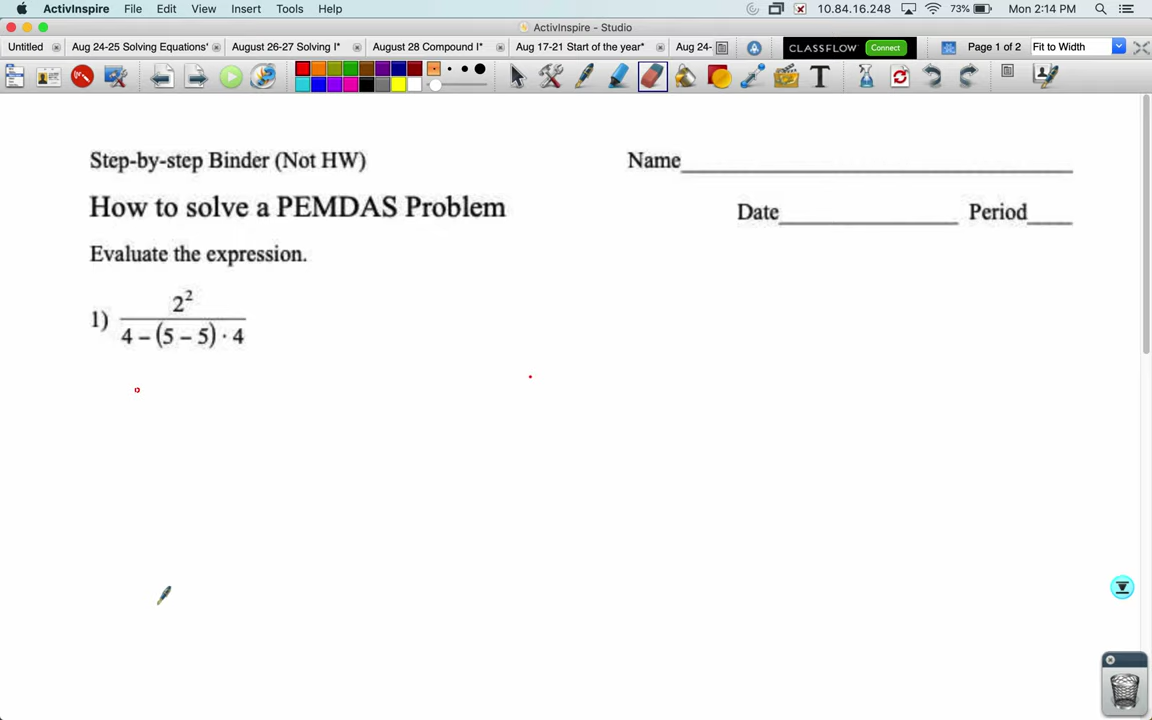 ActivInspire File Edit View Insert Tools Help 10.84.16.248 73% Mon 2:14 PM
ActivInspire - Studio
Untitled Aug 24-25 Solving Equations* August 26-27 Solving I* August 28 Compound I* Aug 17-21 Start of the year* Aug 24- CLASSFLOW Connect Page 1 of 2 Fit to Width
Step-by-step Binder (Not HW) Name
How to solve a PEMDAS Problem Date Period
Evaluate the expression.
1) 2²
4 – (5 – 5) · 4